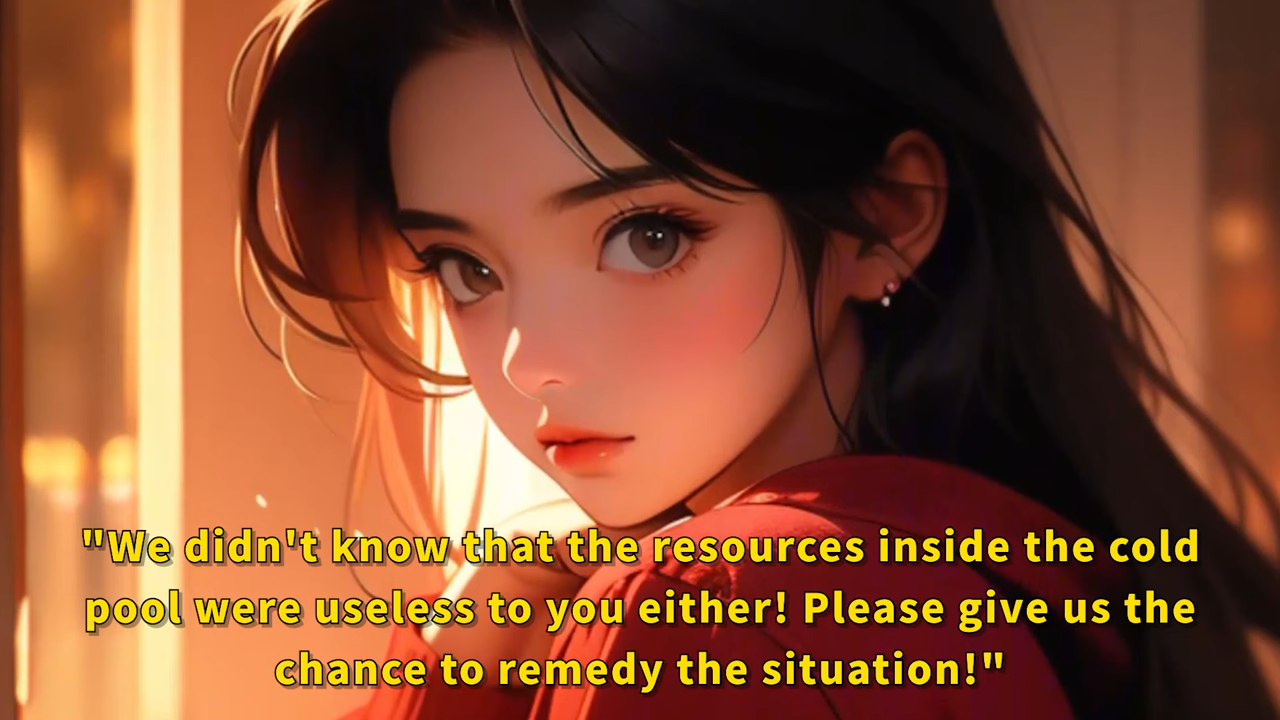 "We didn't know that the resources inside the cold
pool were useless to you either! Please give us the
chance to remedy the situation!"